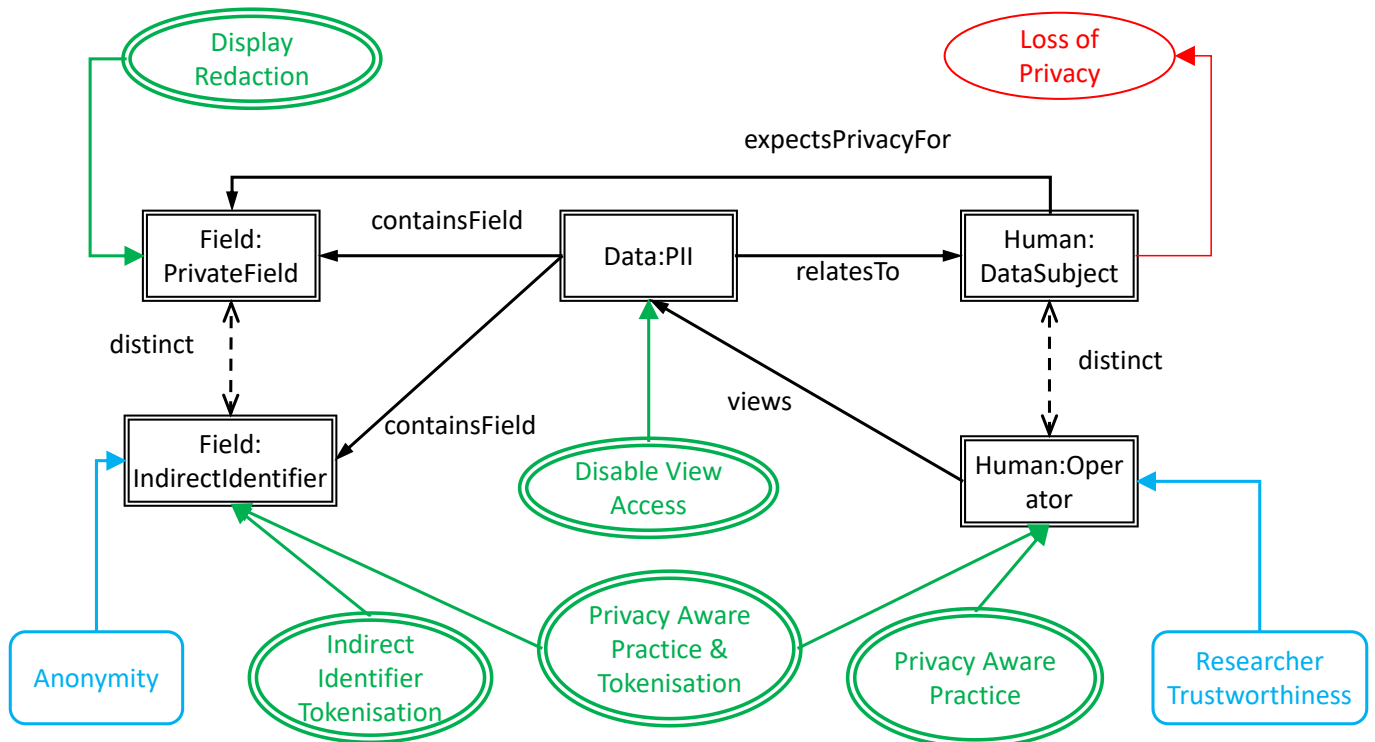 Display
Redaction
Loss of
Privacy
expectsPrivacyFor
Field:
PrivateField
containsField
Data:PII
relatesTo
Human:
DataSubject
distinct
distinct
views
containsField
Field:
IndirectIdentifier
Disable View
Access
Human:Oper
ator
Anonymity
Indirect
Identifier
Tokenisation
Privacy Aware
Practice &
Tokenisation
Privacy Aware
Practice
Researcher
Trustworthiness